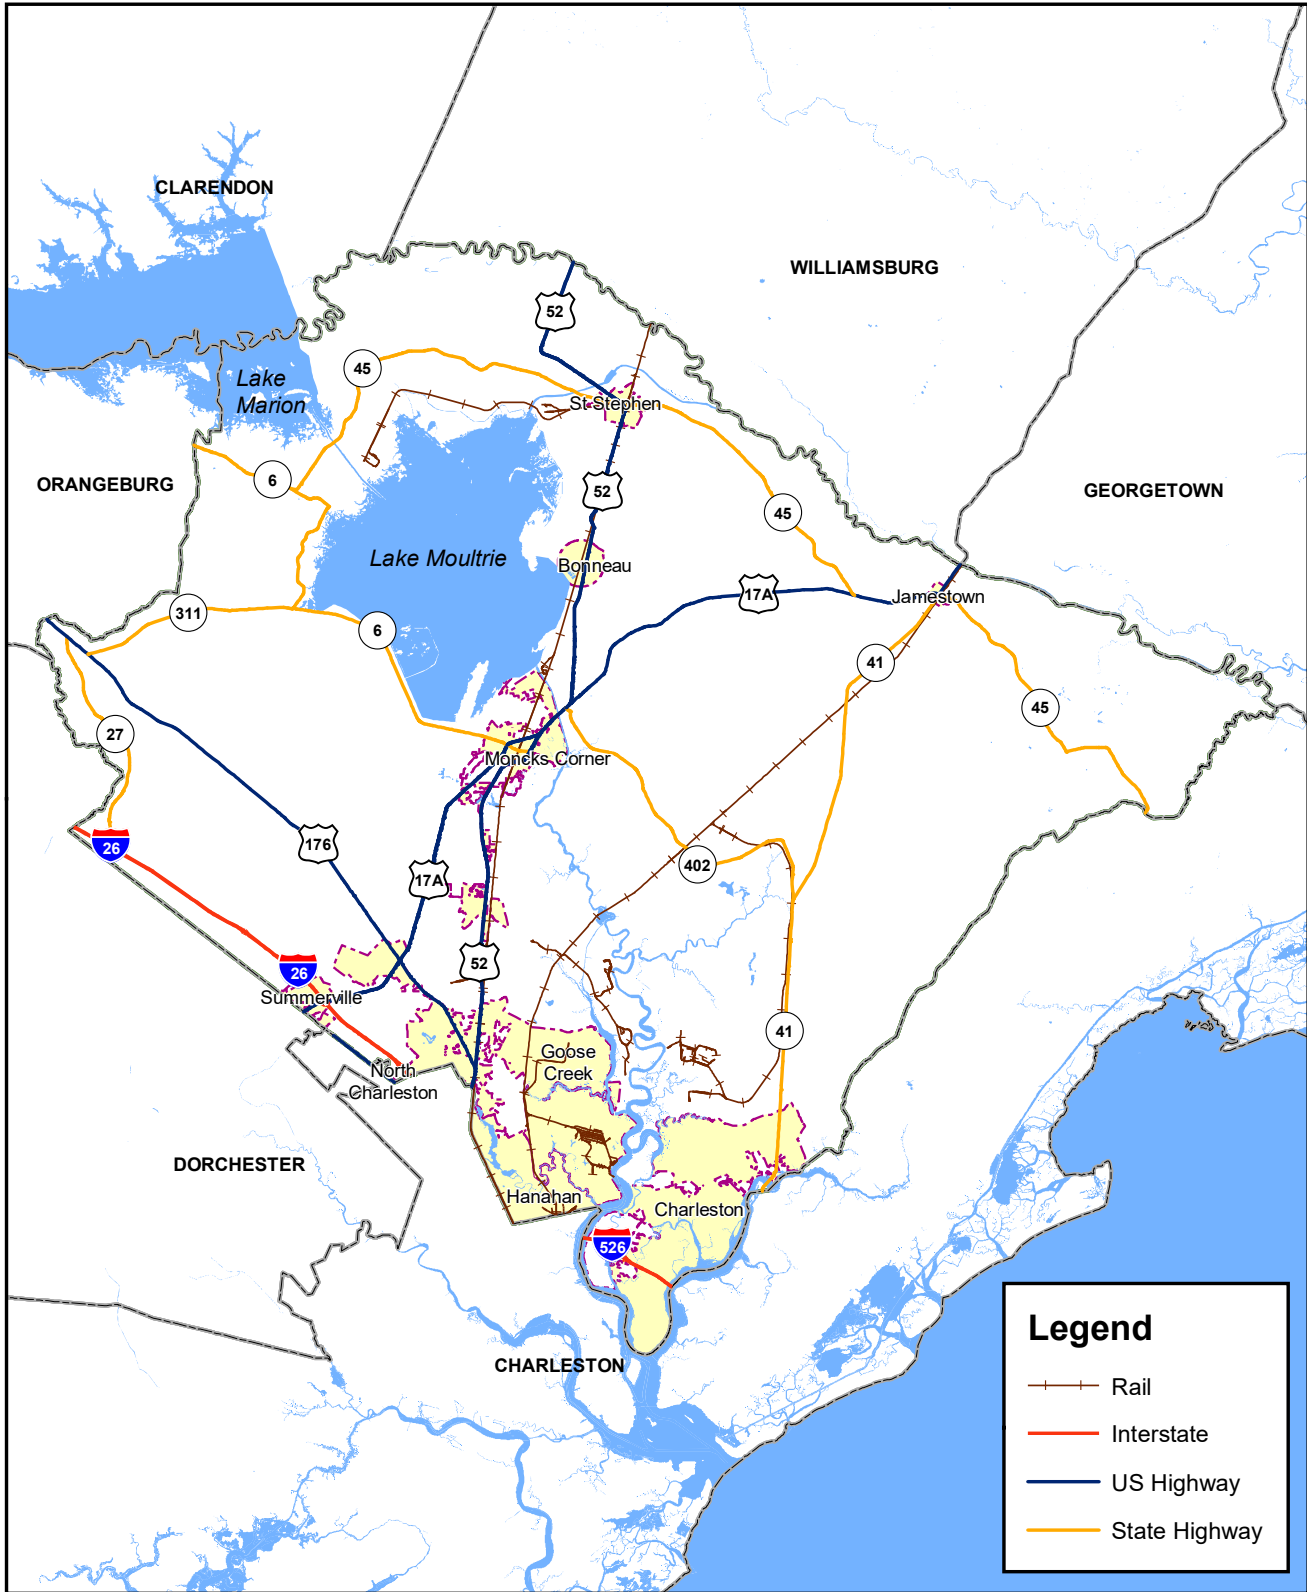 CLARENDON
WILLIAMSBURG
52
45
Lake
Marion
St Stephen
6
ORANGEBURG
52
GEORGETOWN
45
Lake Moultrie
Bonneau
17A
Jamestown
311
6
41
45
27
Moncks Corner
26
176
402
17A
52
26
Summerville
41
Goose
Creek
North
Charleston
DORCHESTER
Hanahan
Charleston
526
CHARLESTON
Legend
Rail
Interstate
US Highway
State Highway